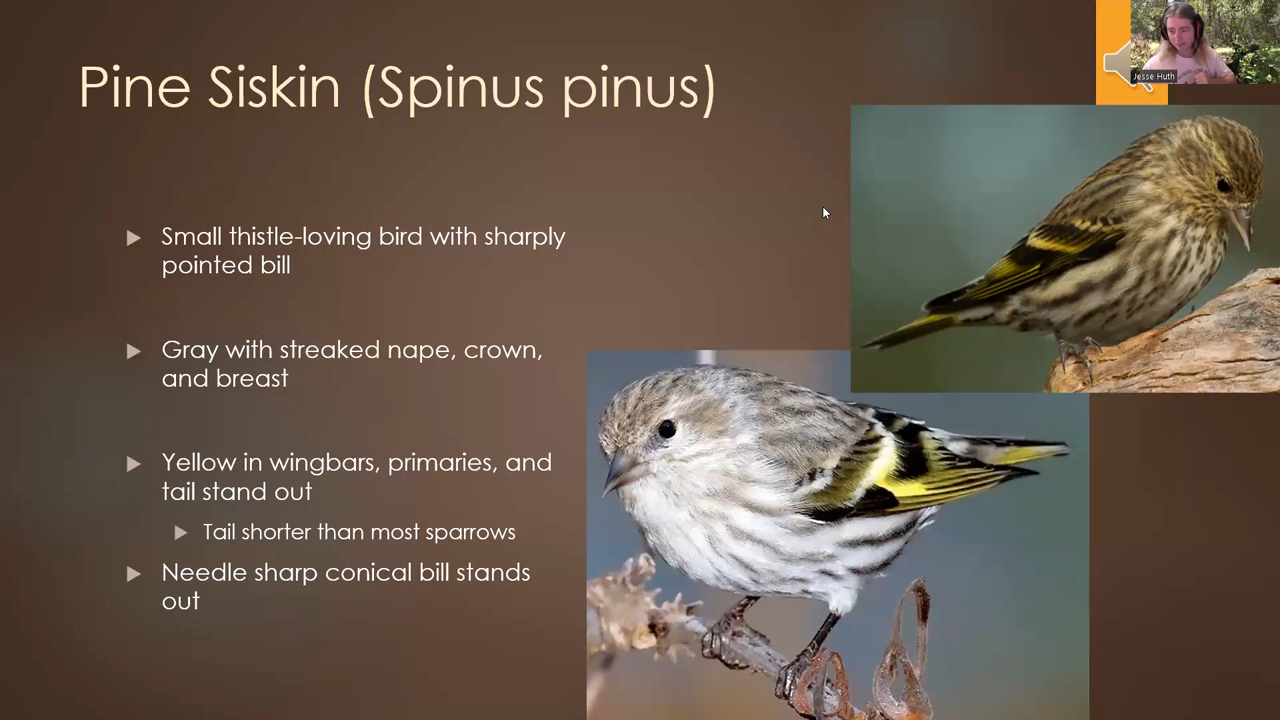 Pine Siskin (Spinus pinus)
Jesse Huth
Small thistle-loving bird with sharply
pointed bill
Gray with streaked nape, crown,
and breast
Yellow in wingbars, primaries, and
tail stand out
Tail shorter than most sparrows
Needle sharp conical bill stands
out